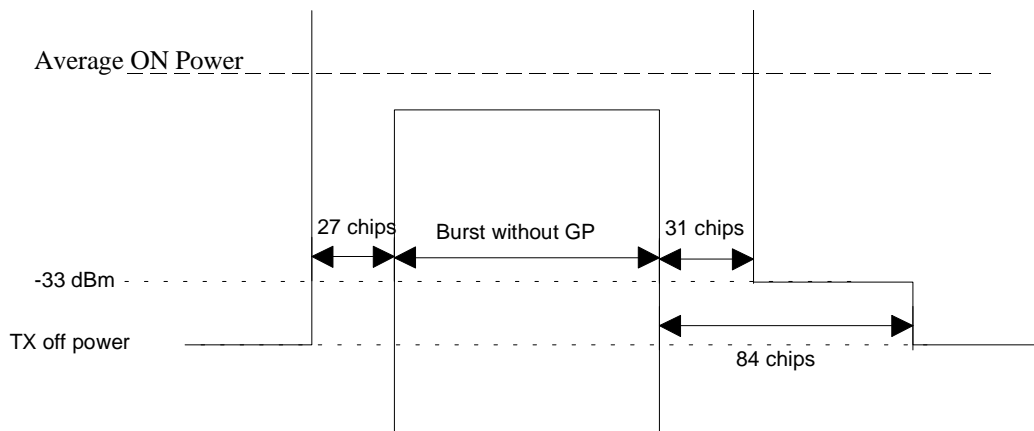 Average ON Power
27 chips
Burst without GP
31 chips
-33 dBm
TX off power
84 chips